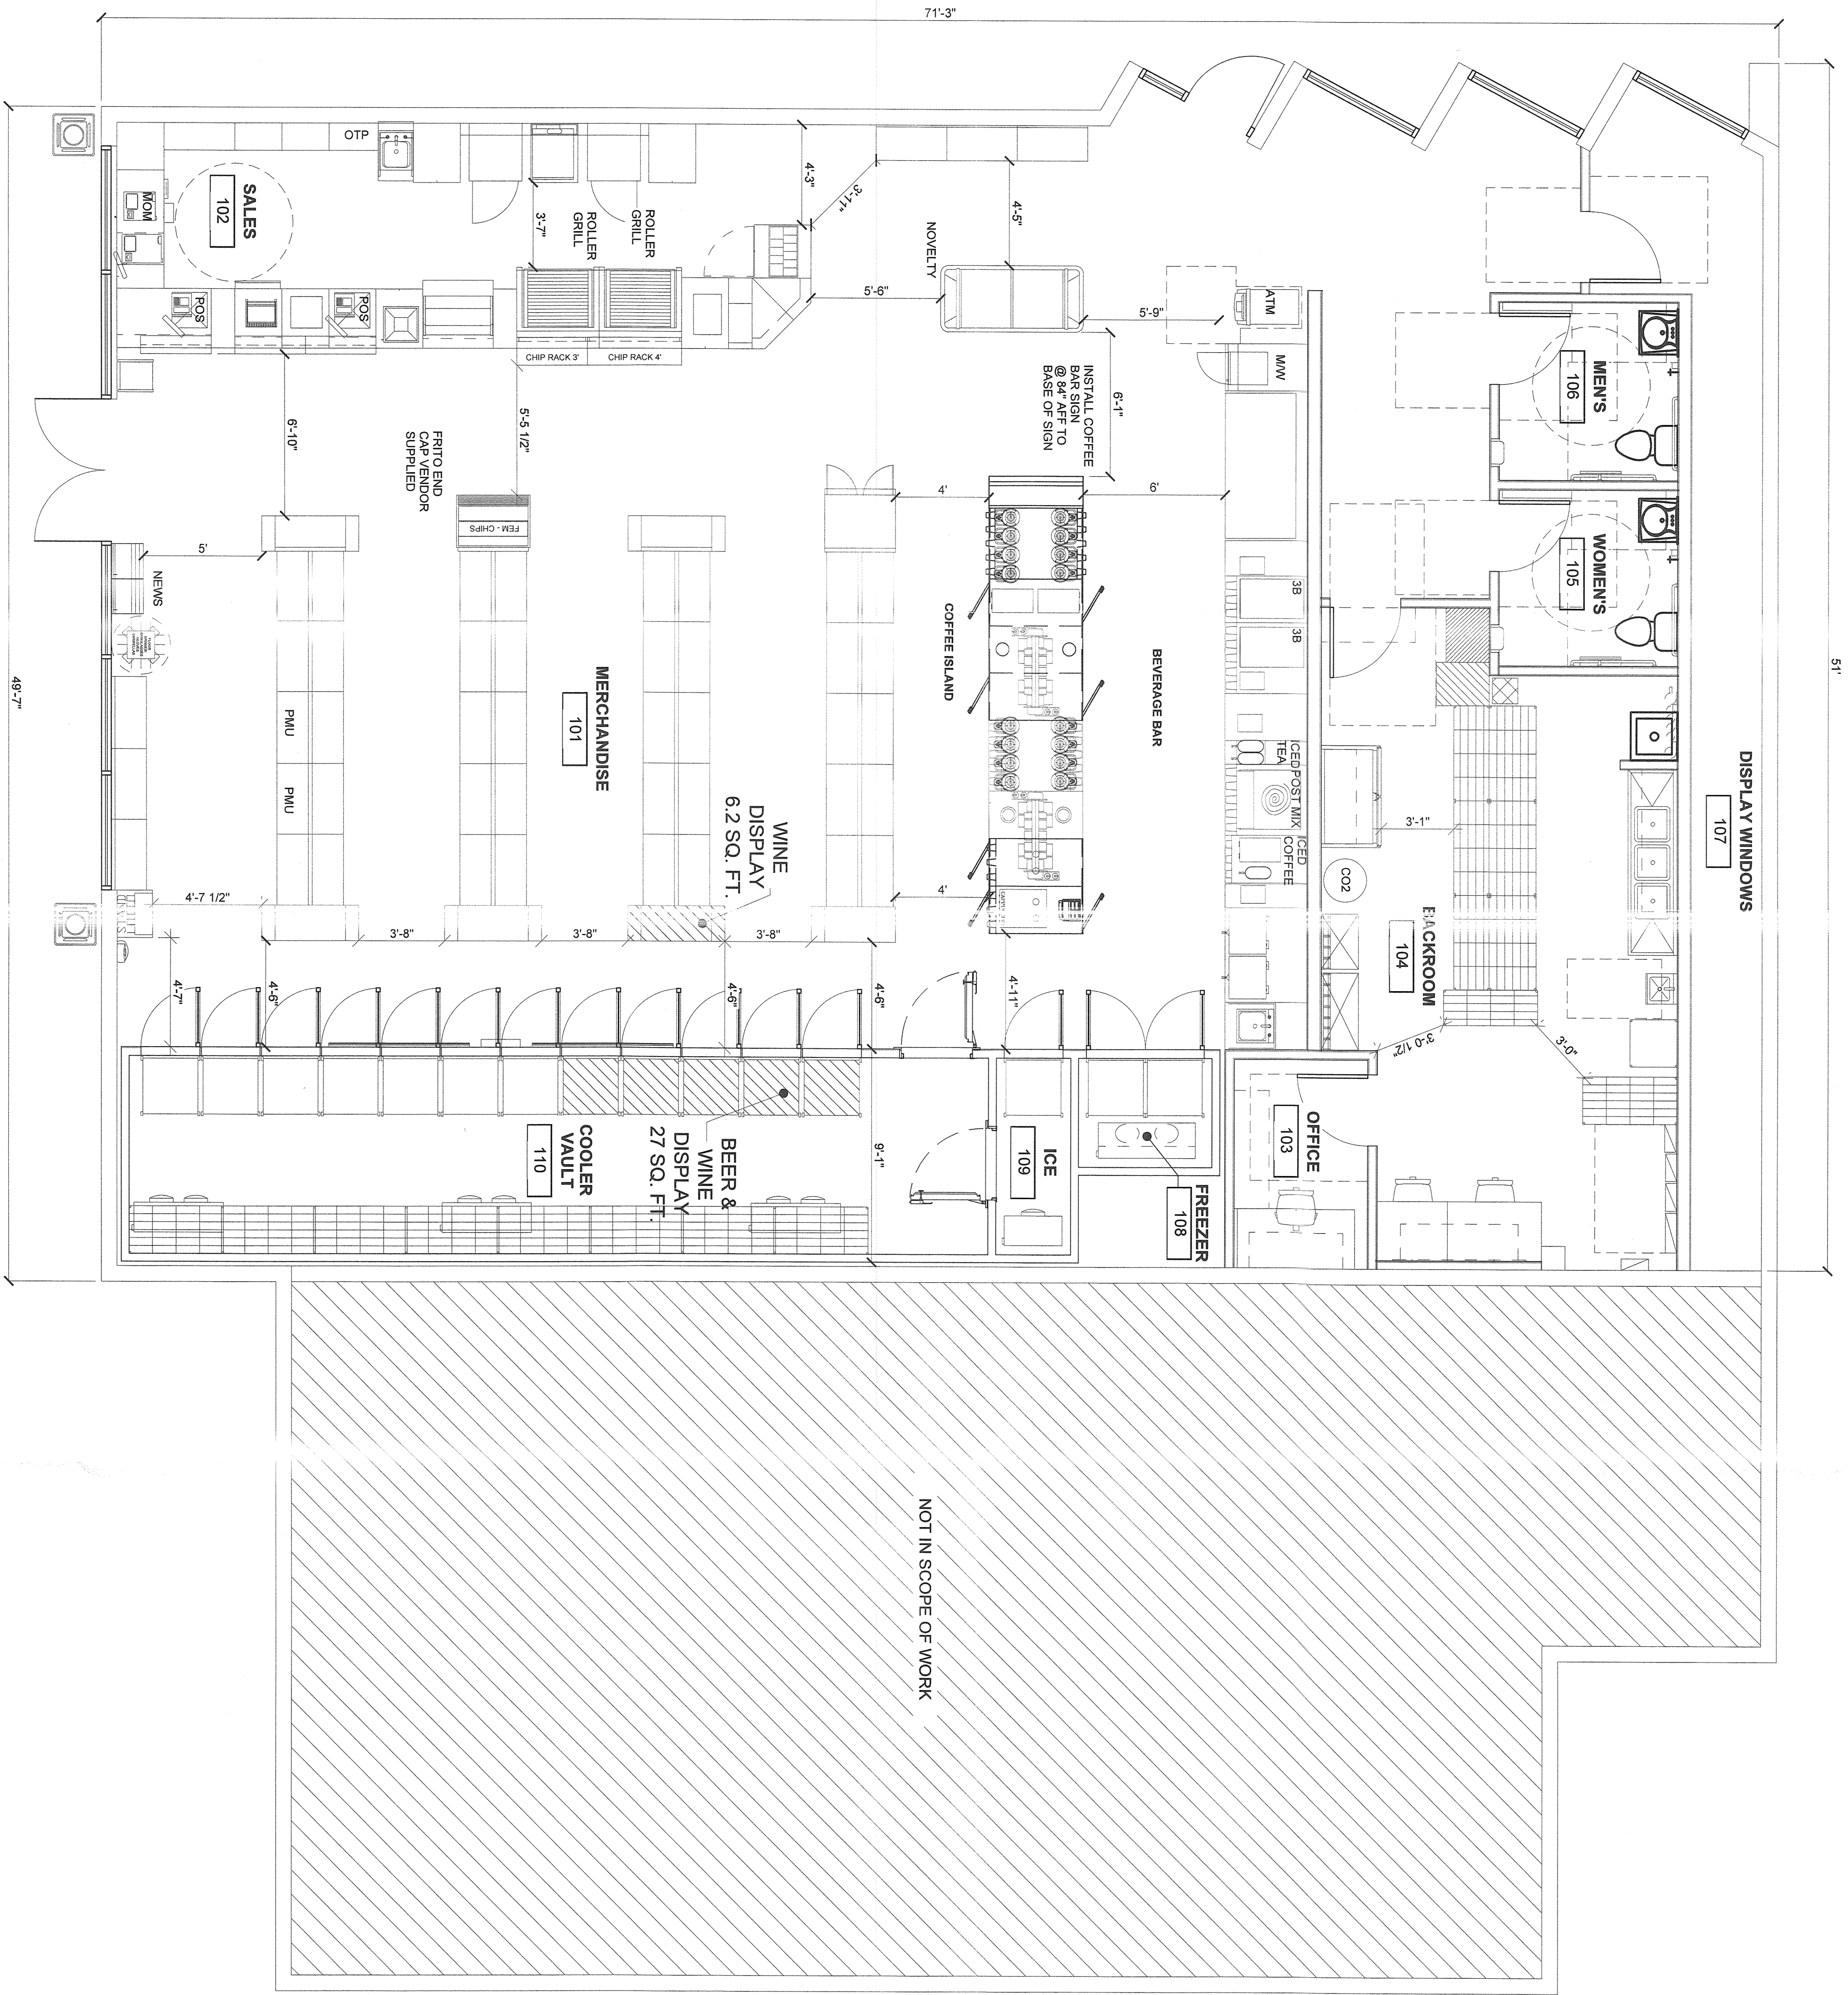 71'-3"
51'
49'-7"
DISPLAY WINDOWS
107
MEN'S
106
WOMEN'S
105
BACKROOM
104
3'-1"
CO2
3'-0 1/2"
3'-0"
OFFICE
103
FREEZER
108
ICE
109
ATM
M/W
3B
3B
ICED
TEA
POST MIX
ICED
COFFEE
BEVERAGE BAR
5'-9"
6'-1"
6'
INSTALL COFFEE
BAR SIGN
@ 84" AFF TO
BASE OF SIGN
COFFEE ISLAND
4'
4'
4'-11"
NOVELTY
4'-5"
5'-6"
3'-11"
4'-3"
ROLLER
GRILL
ROLLER
GRILL
3'-7"
OTP
SALES
102
MOM
POS
POS
CHIP RACK 3'
CHIP RACK 4'
5'-5 1/2"
6'-10"
FRITO END
CAP VENDOR
SUPPLIED
FEM - CHIPS
5'
NEWS
MERCHANDISE
101
PMU
PMU
WINE
DISPLAY
6.2 SQ. FT.
4'-7 1/2"
3'-8"
3'-8"
3'-8"
4'-7"
4'-6"
4'-6"
4'-6"
9'-1"
COOLER
VAULT
110
BEER &
WINE
DISPLAY
27 SQ. FT.
NOT IN SCOPE OF WORK